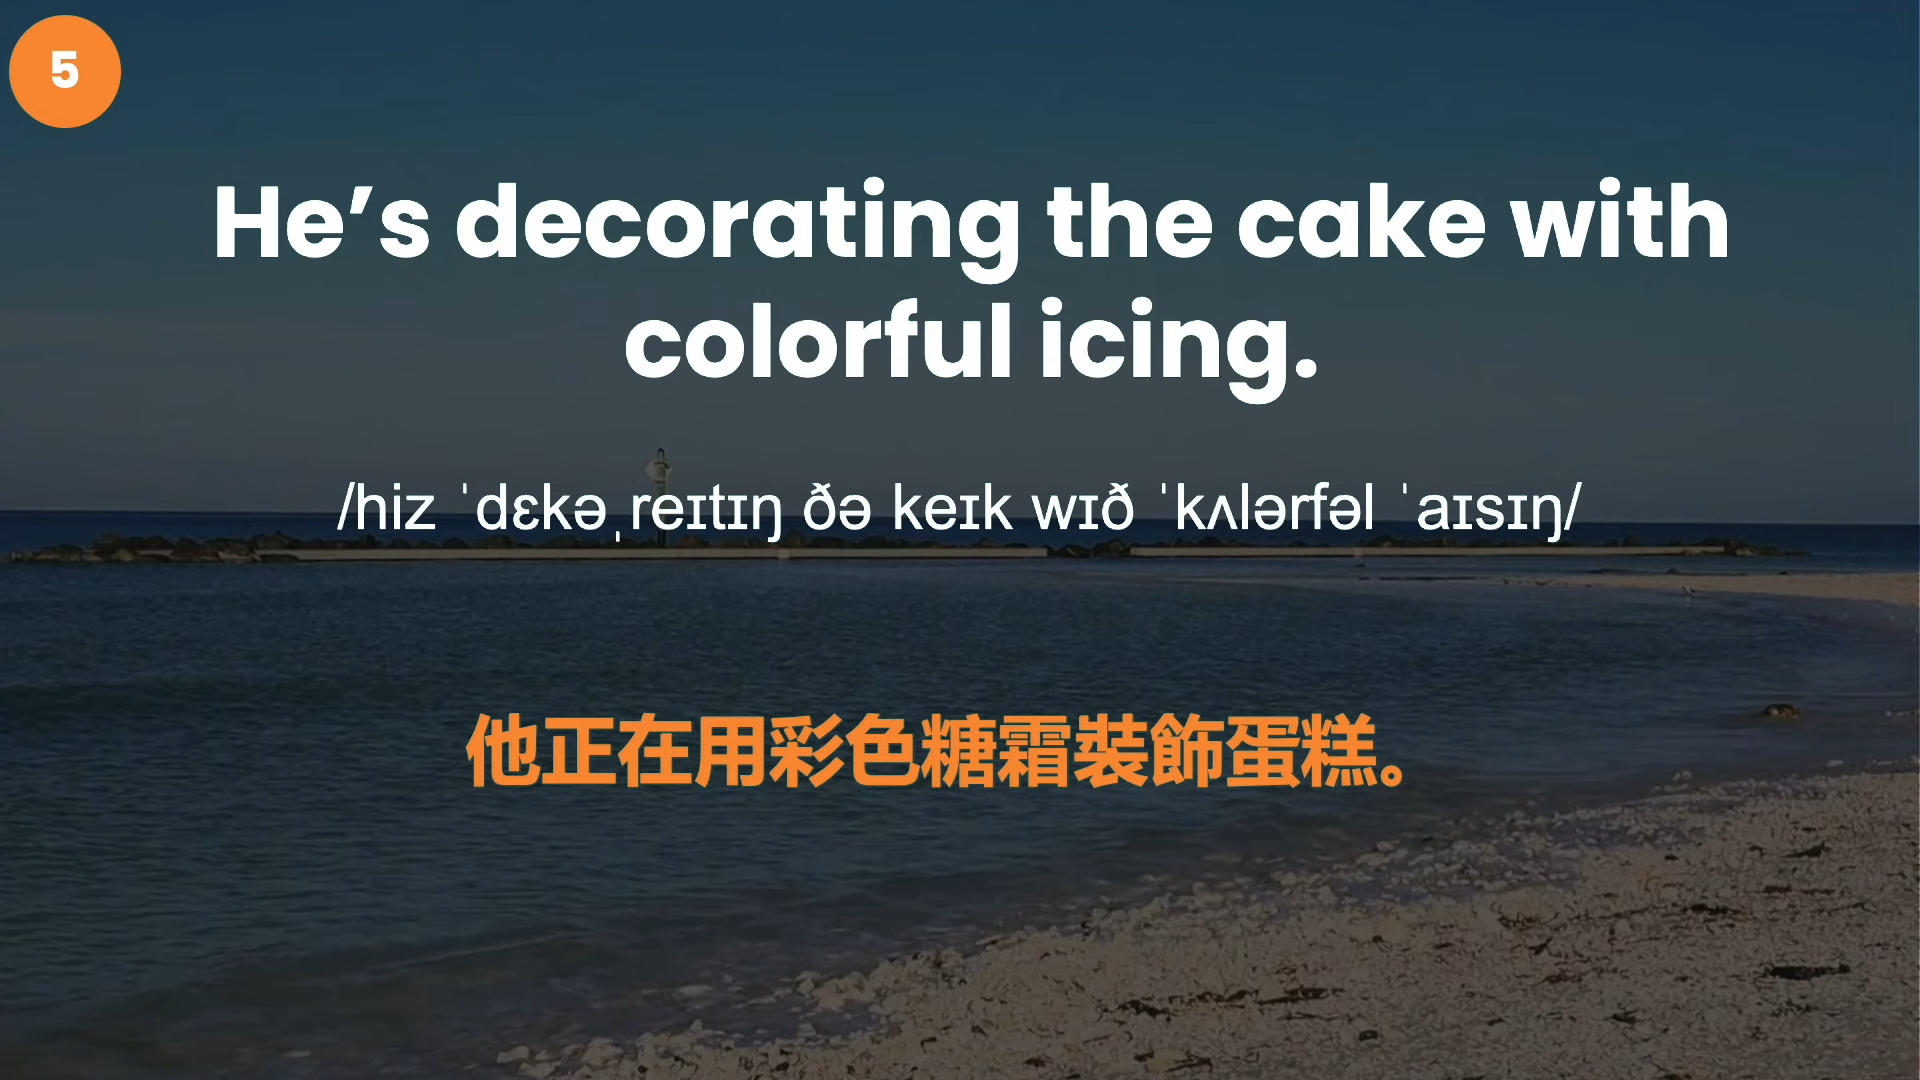 5
He’s decorating the cake with
colorful icing.
/hiz ˈdɛkəˌreɪtɪŋ ðə keɪk wɪð ˈkʌlərfəl ˈaɪsɪŋ/
他正在用彩色糖霜裝飾蛋糕。